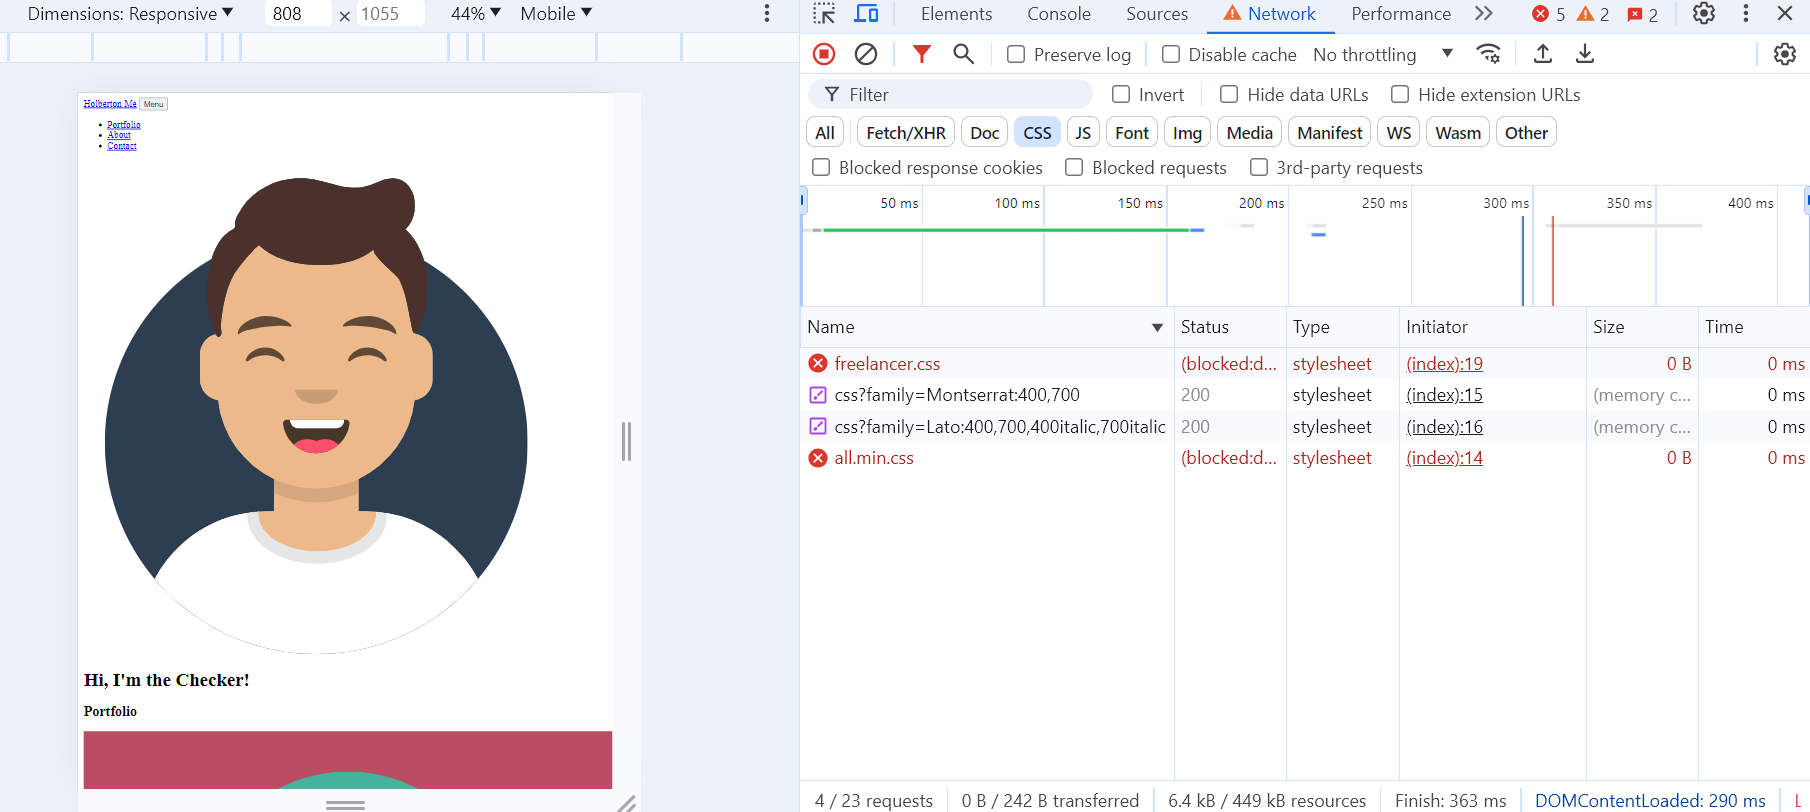 Dimensions: Responsive 808 × 1055 44% Mobile
Elements Console Sources Network Performance 5 2 2
Preserve log Disable cache No throttling
Filter Invert Hide data URLs Hide extension URLs
All Fetch/XHR Doc CSS JS Font Img Media Manifest WS Wasm Other
Blocked response cookies Blocked requests 3rd-party requests
50 ms 100 ms 150 ms 200 ms 250 ms 300 ms 350 ms 400 ms
Name Status Type Initiator Size Time
freelancer.css (blocked:d... stylesheet (index):19 0 B 0 ms
css?family=Montserrat:400,700 200 stylesheet (index):15 (memory c... 0 ms
css?family=Lato:400,700,400italic,700italic 200 stylesheet (index):16 (memory c... 0 ms
all.min.css (blocked:d... stylesheet (index):14 0 B 0 ms
4 / 23 requests 0 B / 242 B transferred 6.4 kB / 449 kB resources Finish: 363 ms DOMContentLoaded: 290 ms L
Holberton Me Menu
Portfolio
About
Contact
Hi, I'm the Checker!
Portfolio